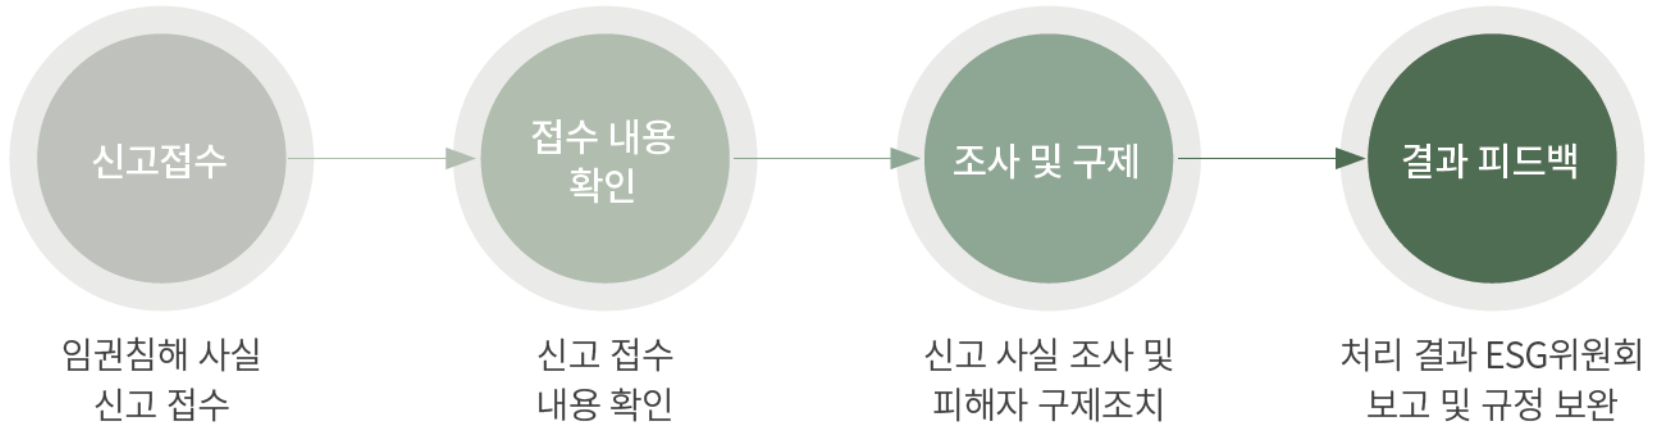 신고접수
임권침해 사실
신고 접수
접수 내용
확인
신고 접수
내용 확인
조사 및 구제
신고 사실 조사 및
피해자 구제조치
결과 피드백
처리 결과 ESG위원회
보고 및 규정 보완